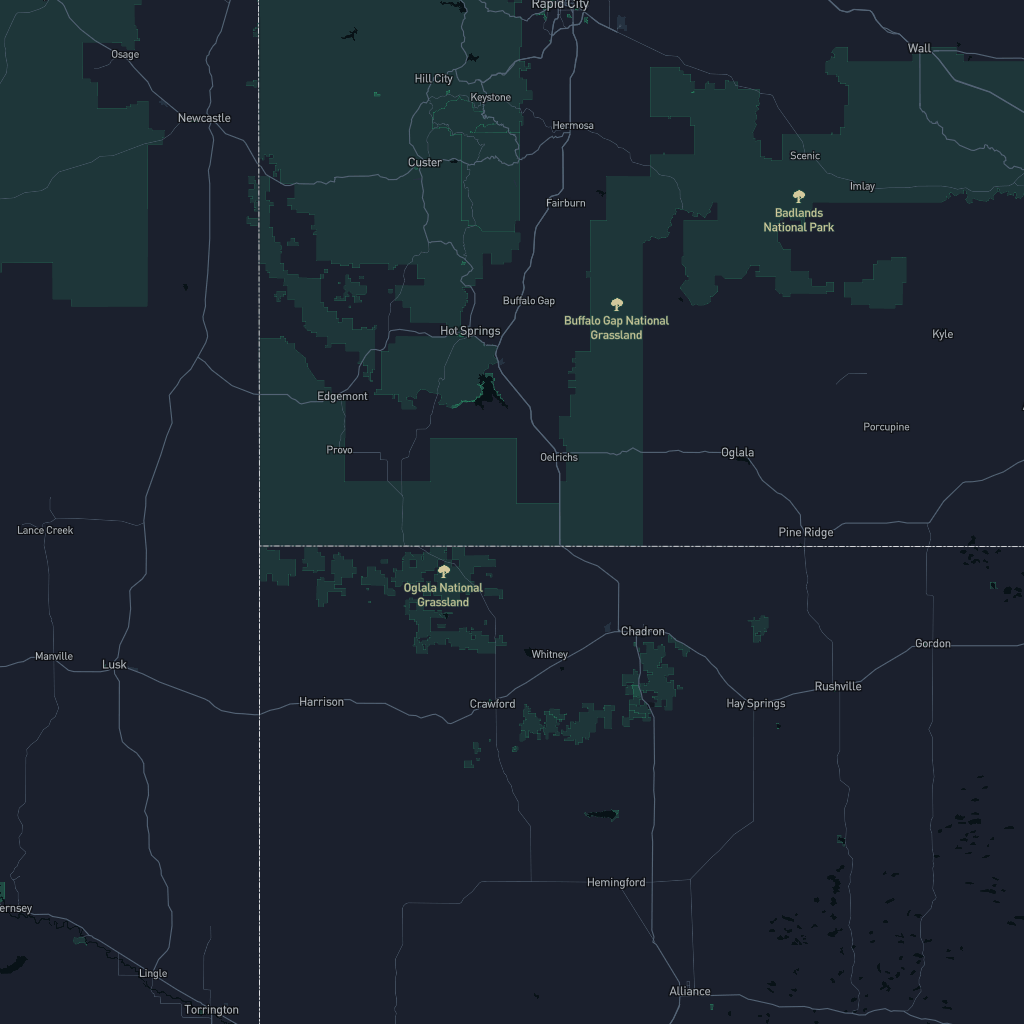 Rapid City
Wall
Osage
Hill City
Keystone
Newcastle
Hermosa
Scenic
Custer
Imlay
Fairburn
Badlands
National Park
Buffalo Gap
Buffalo Gap National
Grassland
Hot Springs
Kyle
Edgemont
Porcupine
Provo
Oelrichs
Oglala
Lance Creek
Pine Ridge
Oglala National
Grassland
Chadron
Gordon
Manville
Whitney
Lusk
Rushville
Harrison
Crawford
Hay Springs
Hemingford
ernsey
Lingle
Alliance
Torrington